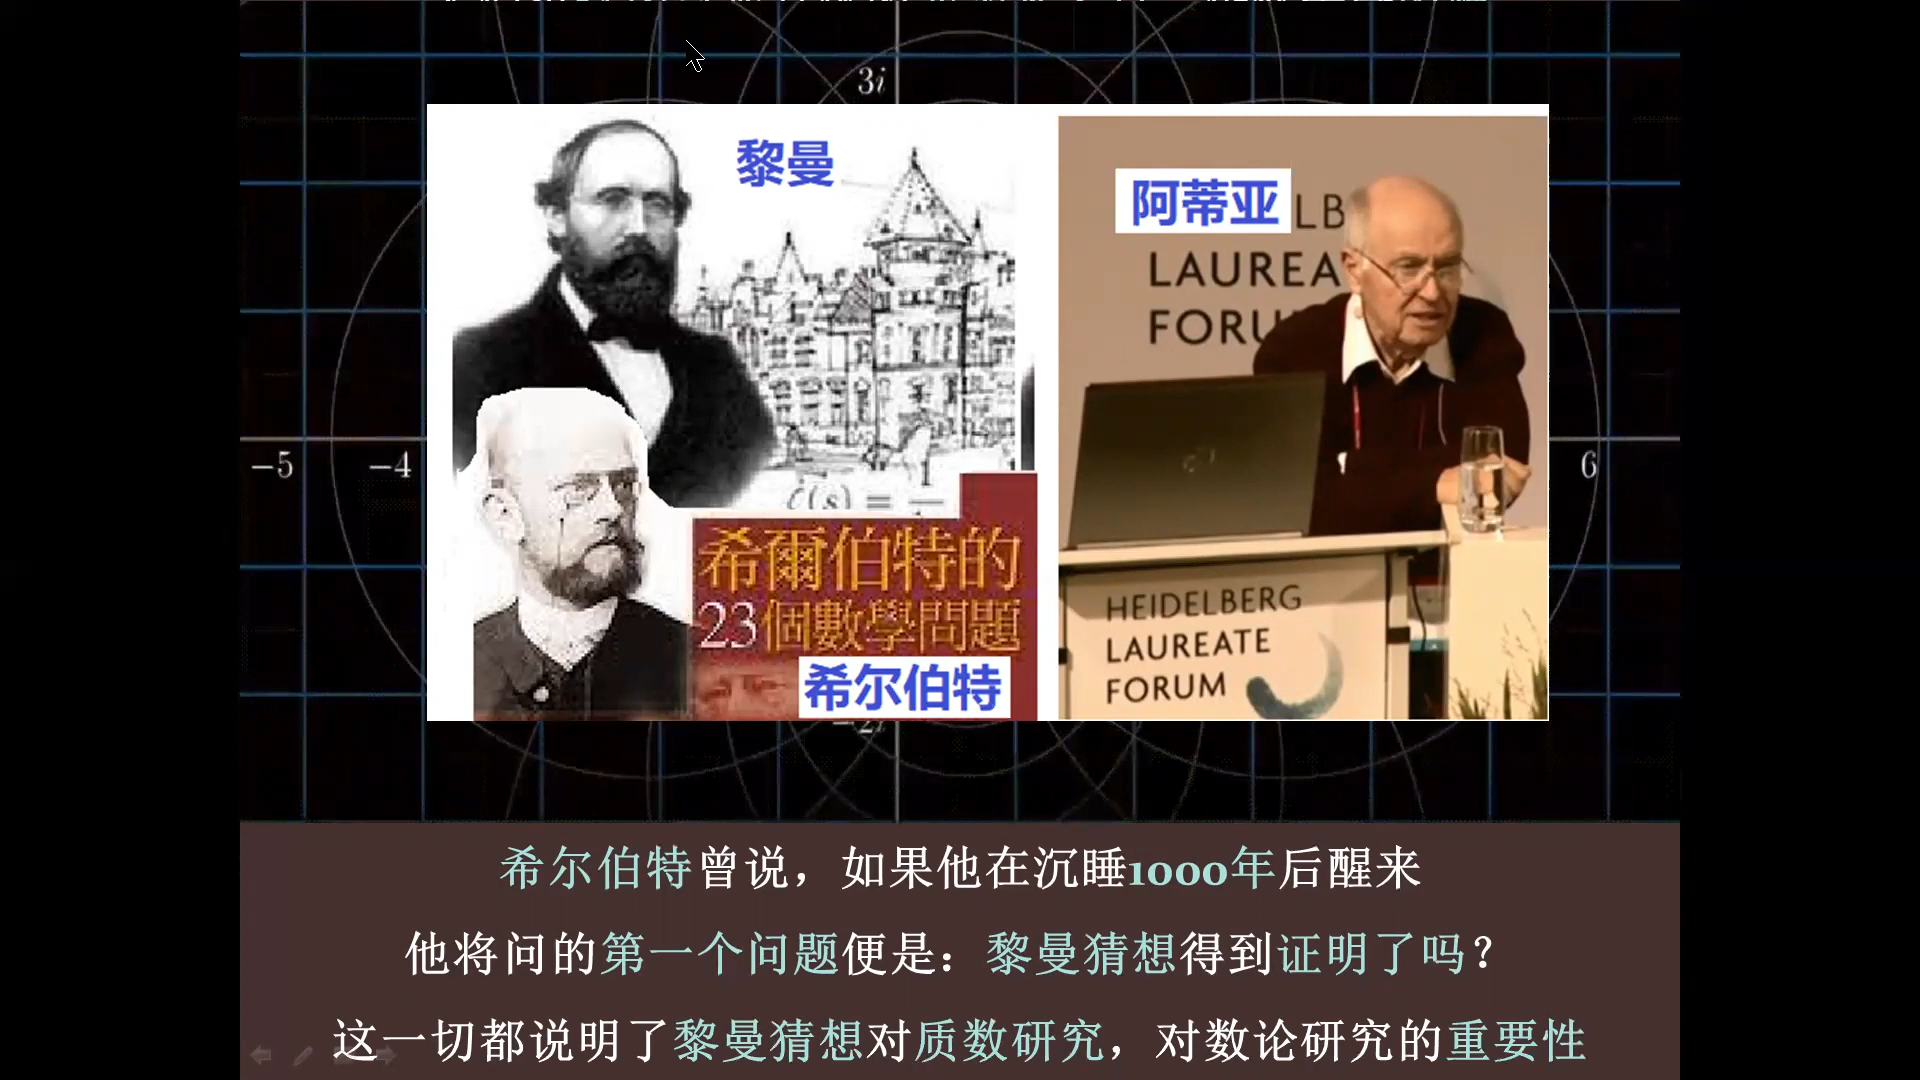 3i
黎曼
阿蒂亚
LB
LAUREA
FORU
−5
−4
6
ζ(s) =
希爾伯特的
23個數學問題
希尔伯特
HEIDELBERG
LAUREATE
FORUM
−2i
希尔伯特曾说，如果他在沉睡1000年后醒来
他将问的第一个问题便是：黎曼猜想得到证明了吗？
这一切都说明了黎曼猜想对质数研究，对数论研究的重要性